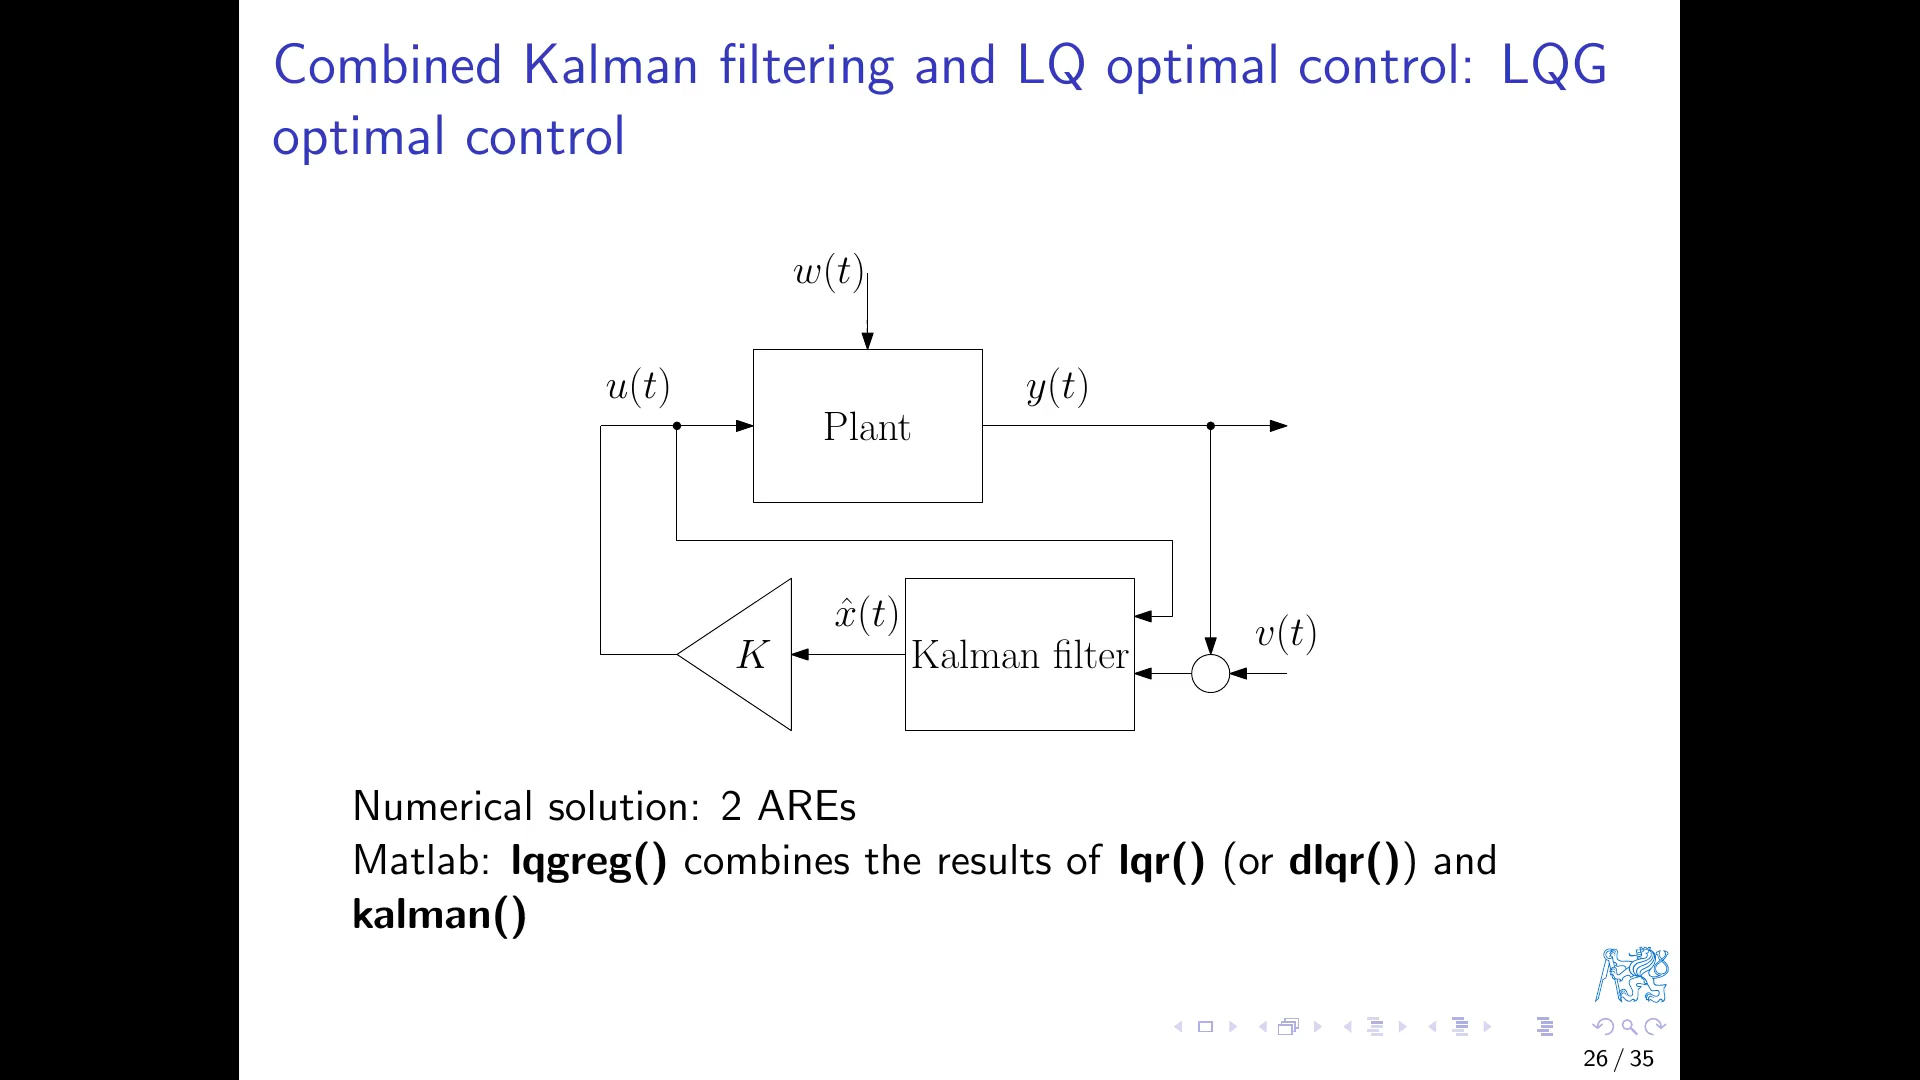 Combined Kalman filtering and LQ optimal control: LQG
optimal control
w(t)
u(t)
y(t)
Plant
x̂(t)
v(t)
K
Kalman filter
Numerical solution: 2 AREs
Matlab: lqgreg() combines the results of lqr() (or dlqr()) and
kalman()
26 / 35